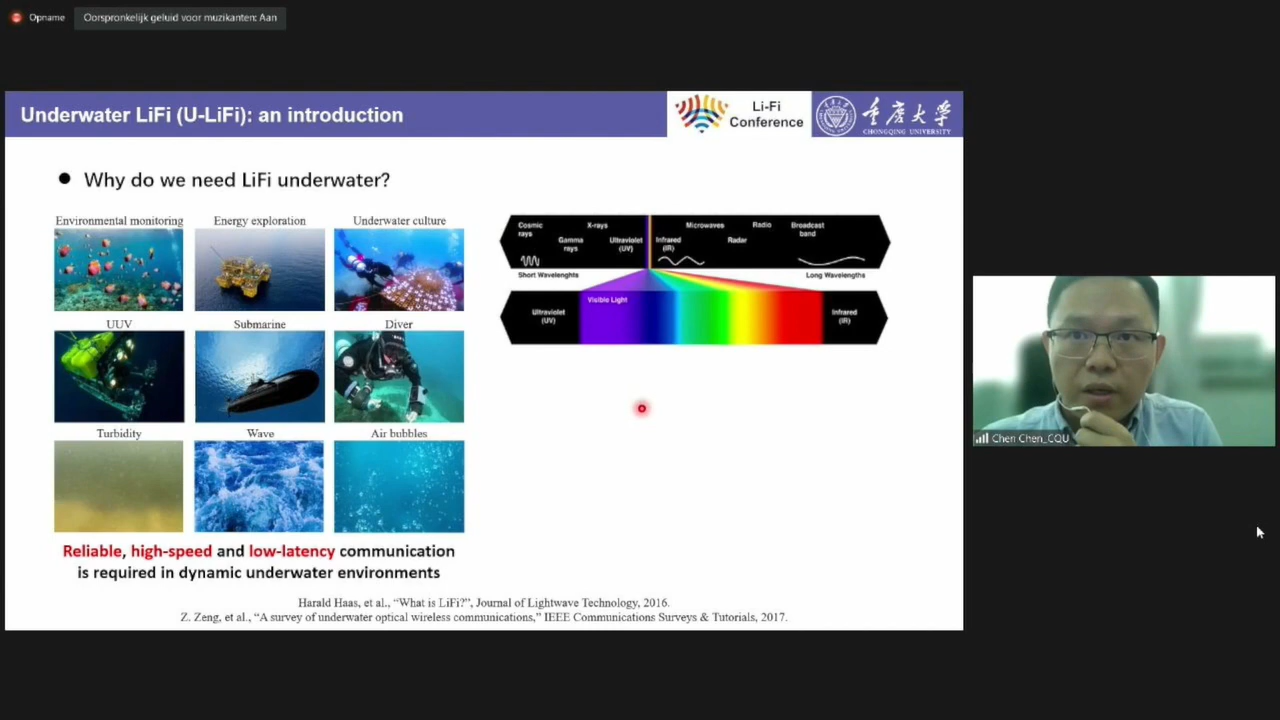 Opname
Oorspronkelijk geluid voor muzikanten: Aan
Underwater LiFi (U-LiFi): an introduction
Li-Fi
Conference
重庆大学
CHONGQING UNIVERSITY
Why do we need LiFi underwater?
Environmental monitoring
Energy exploration
Underwater culture
UUV
Submarine
Diver
Turbidity
Wave
Air bubbles
Reliable, high-speed and low-latency communication
is required in dynamic underwater environments
Cosmic
rays
X-rays
Microwaves
Radio
Broadcast
band
Gamma
rays
Ultraviolet
(UV)
Infrared
(IR)
Radar
Short Wavelenghts
Long Wavelengths
Visible Light
Ultraviolet
(UV)
Infrared
(IR)
Harald Haas, et al., “What is LiFi?”, Journal of Lightwave Technology, 2016.
Z. Zeng, et al., “A survey of underwater optical wireless communications,” IEEE Communications Surveys & Tutorials, 2017.
Chen Chen_CQU